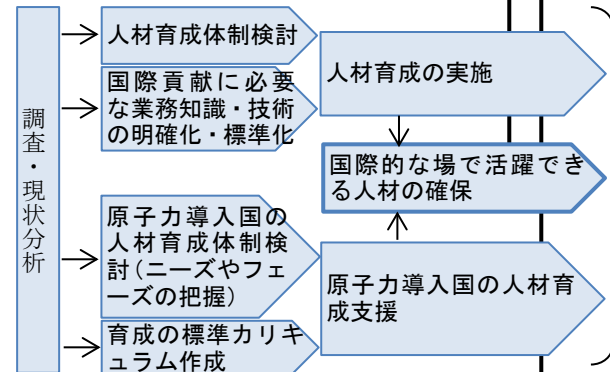 調査・現状分析
人材育成体制検討
国際貢献に必要
な業務知識・技術
の明確化・標準化
人材育成の実施
国際的な場で活躍でき
る人材の確保
原子力導入国の
人材育成体制検
討(ニーズやフェ
ーズの把握)
原子力導入国の人材育
成支援
育成の標準カリキ
ュラム作成